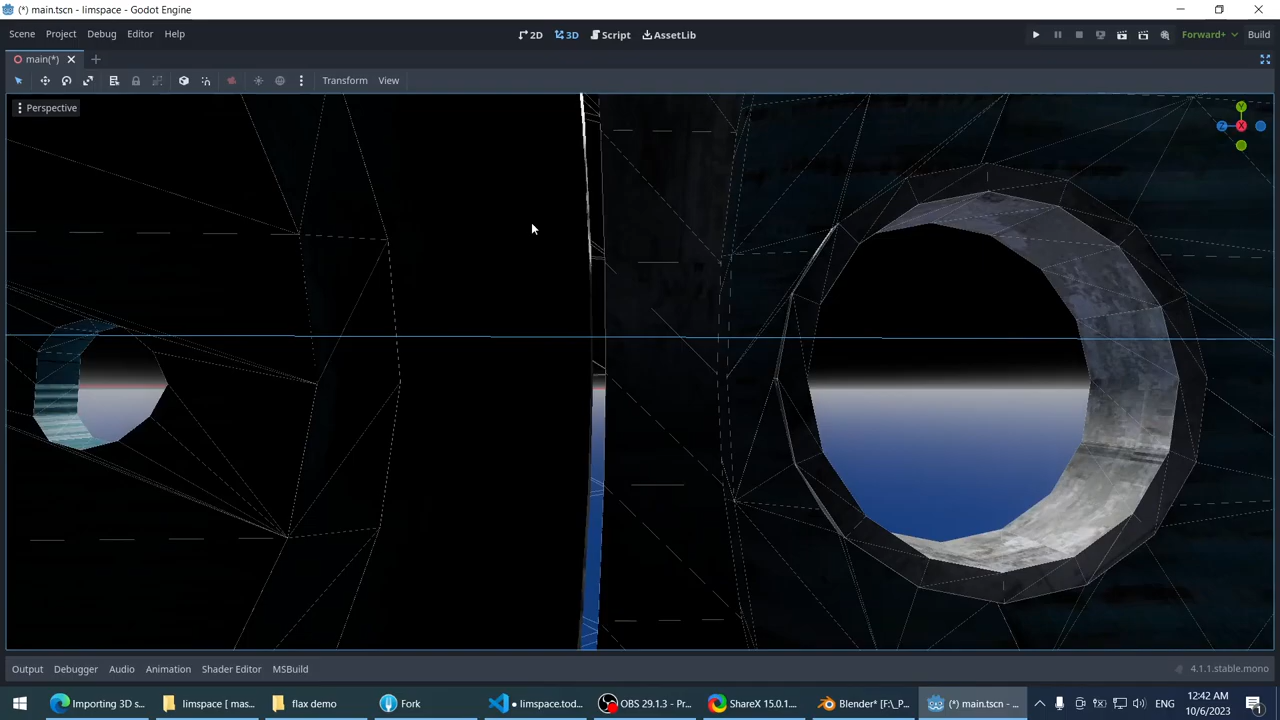 (*) main.tscn - limspace - Godot Engine
Scene Project Debug Editor Help
2D 3D Script AssetLib
Forward+
Build
main(*)
Transform View
Perspective
Y
Z X
Output Debugger Audio Animation Shader Editor MSBuild
4.1.1.stable.mono
Importing 3D s...
limspace [ mas...
flax demo
Fork
• limspace.tod...
OBS 29.1.3 - Pr...
ShareX 15.0.1...
Blender* [F:\_P...
(*) main.tscn - ...
ENG
12:42 AM
10/6/2023
1